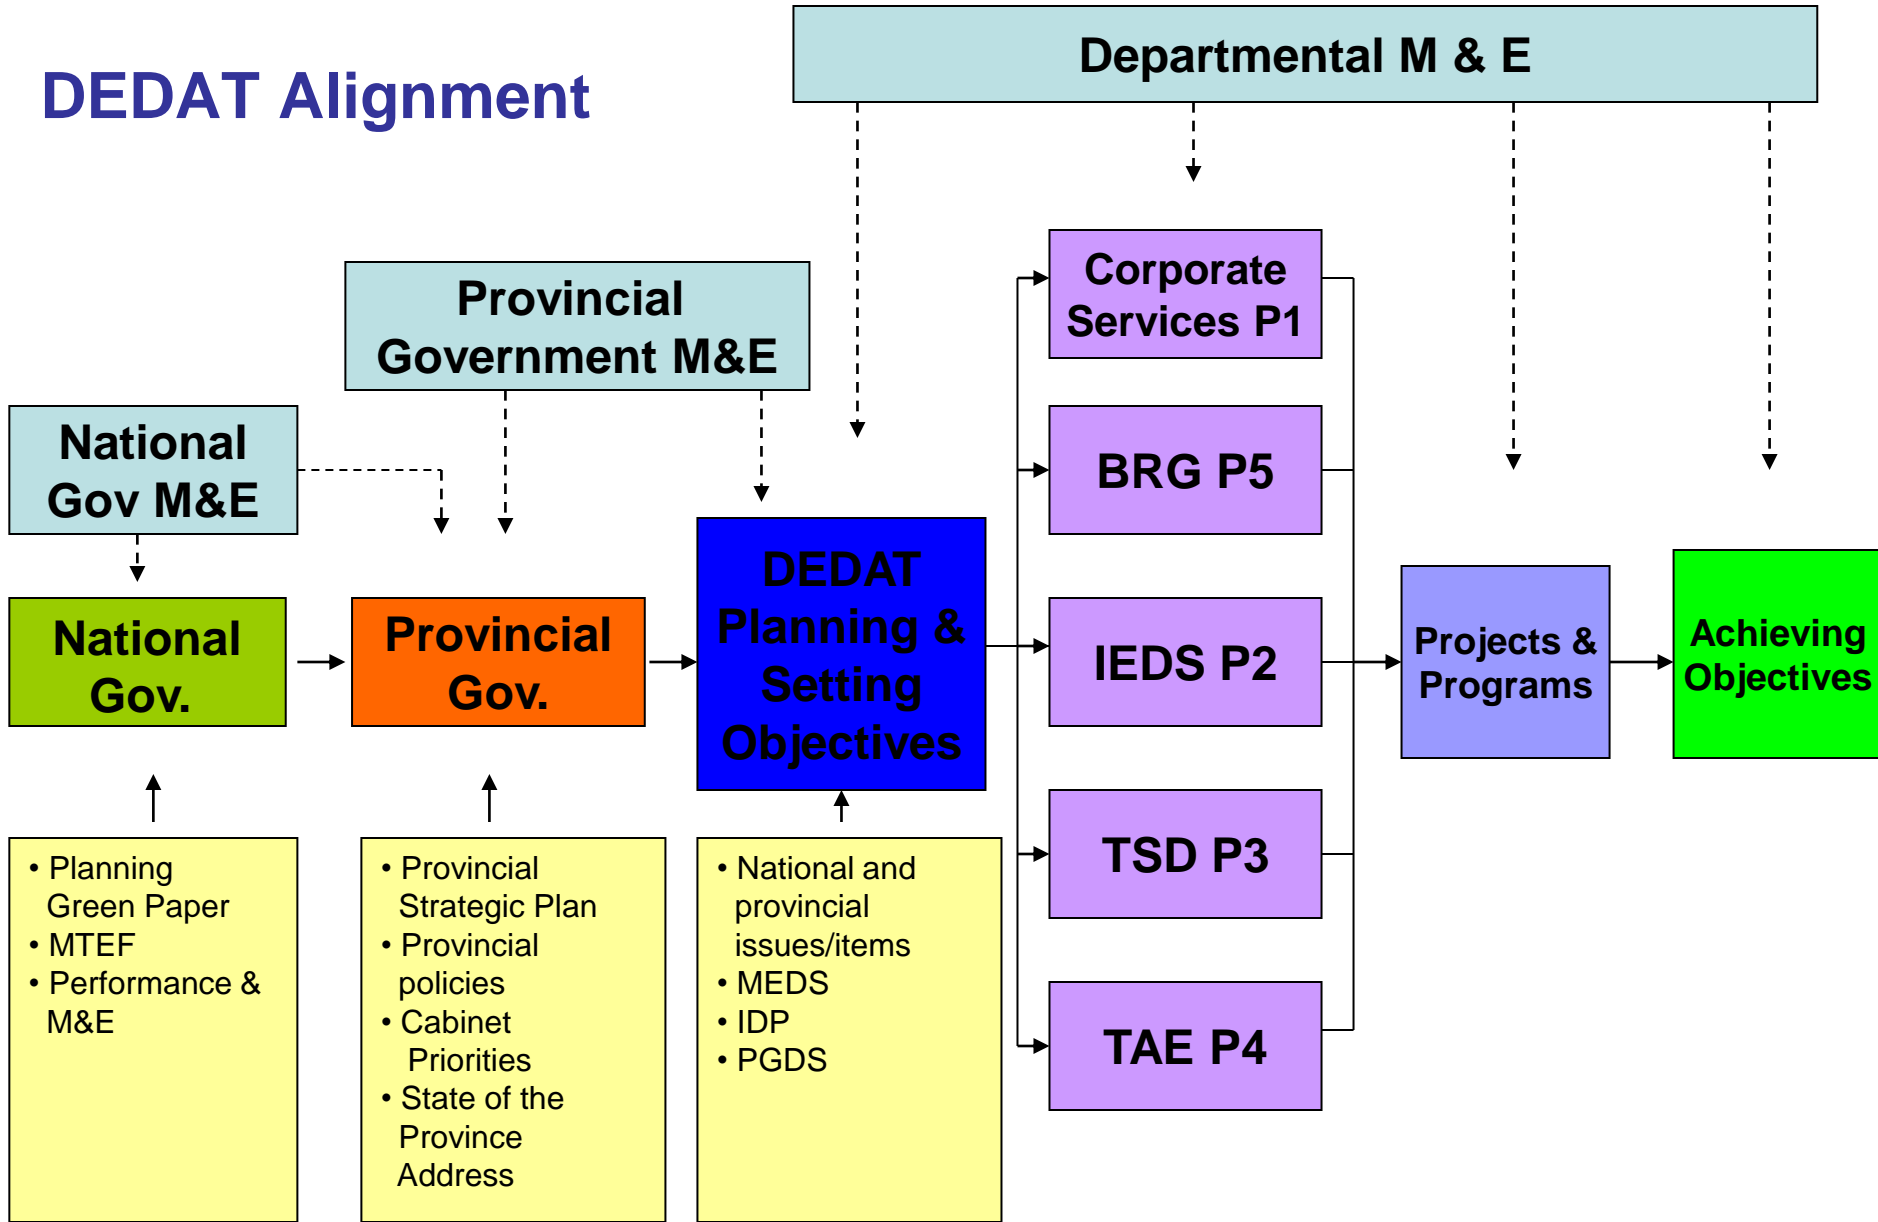 DEDAT Alignment
Departmental M & E
Provincial
Government M&E
National
Gov M&E
National
Gov.
Provincial
Gov.
DEDAT
Planning &
Setting
Objectives
Corporate
Services P1
BRG P5
IEDS P2
TSD P3
TAE P4
Projects &
Programs
Achieving
Objectives
• Planning
Green Paper
• MTEF
• Performance &
M&E
• Provincial
Strategic Plan
• Provincial
policies
• Cabinet
Priorities
• State of the
Province
Address
• National and
provincial
issues/items
• MEDS
• IDP
• PGDS